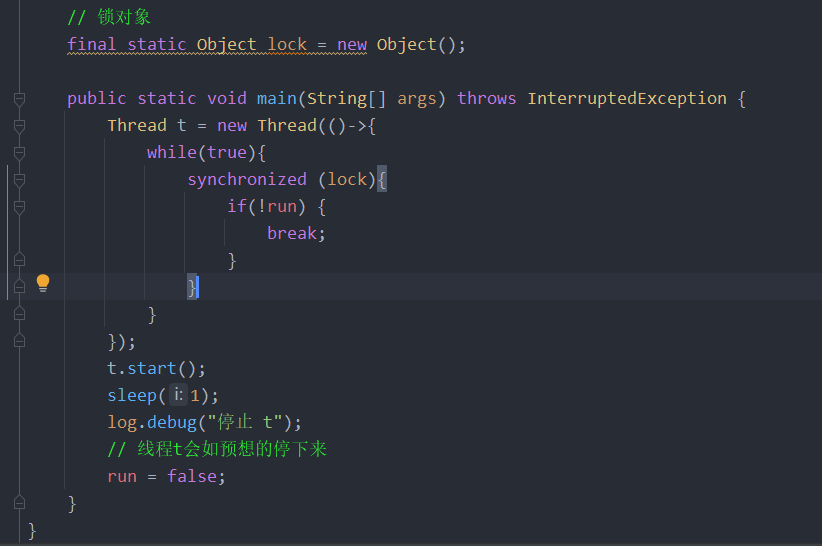 // 锁对象
final static Object lock = new Object();
public static void main(String[] args) throws InterruptedException {
Thread t = new Thread(()->{
while(true){
synchronized (lock){
if(!run) {
break;
}
}
}
});
t.start();
sleep( i: 1);
log.debug("停止 t");
// 线程t会如预想的停下来
run = false;
}
}